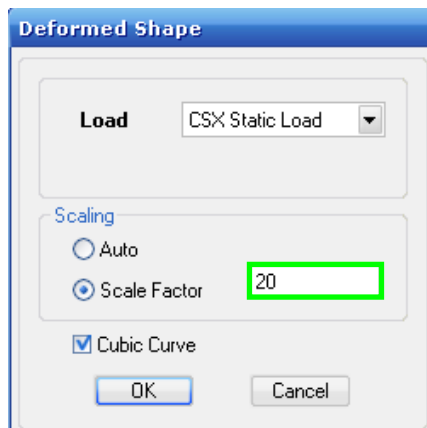 Deformed Shape
Load CSX Static Load
Scaling
Auto
Scale Factor 20
Cubic Curve
OK Cancel